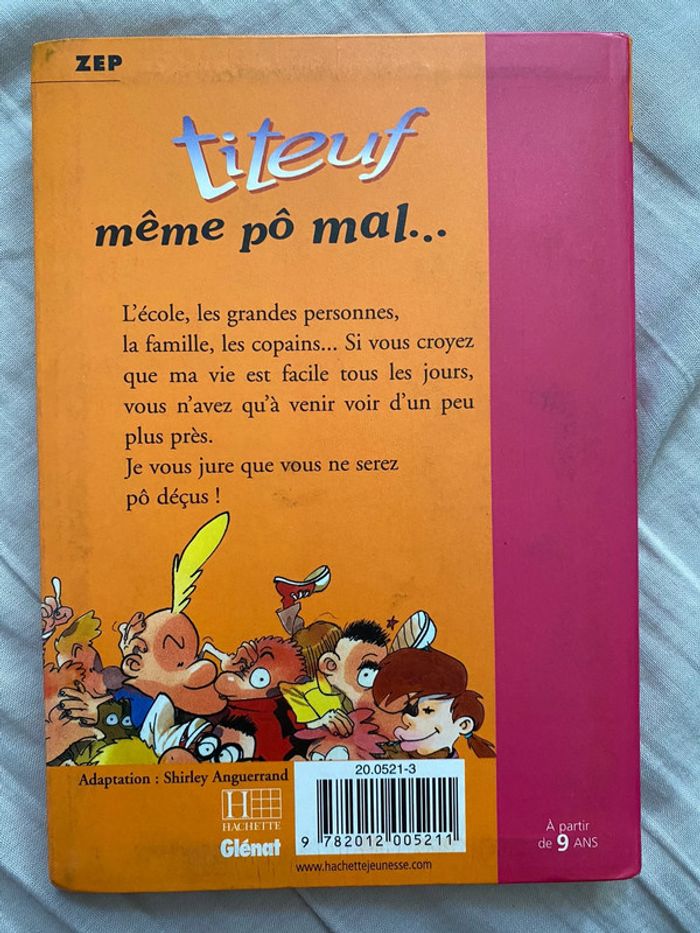 ZEP
titeuf
même pô mal...
L'école, les grandes personnes,
la famille, les copains... Si vous croyez
que ma vie est facile tous les jours,
vous n'avez qu'à venir voir d'un peu
plus près.
Je vous jure que vous ne serez
pô déçus !
Adaptation : Shirley Anguerrand
20.0521-3
H
HACHETTE
Glénat
9 782012 005211
www.hachettejeunesse.com
À partir
de 9 ANS